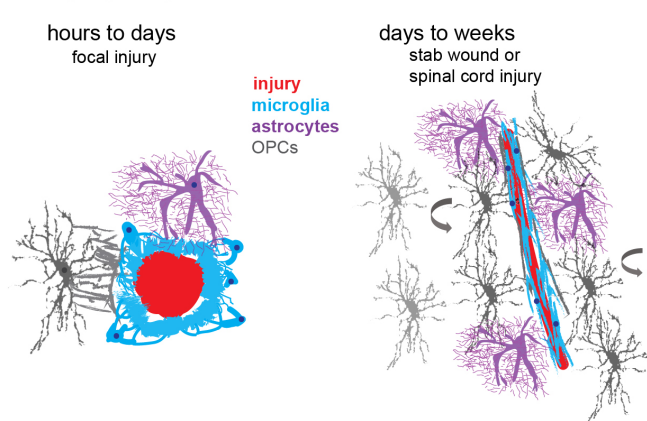 hours to days
focal injury
days to weeks
stab wound or
spinal cord injury
injury
microglia
astrocytes
OPCs